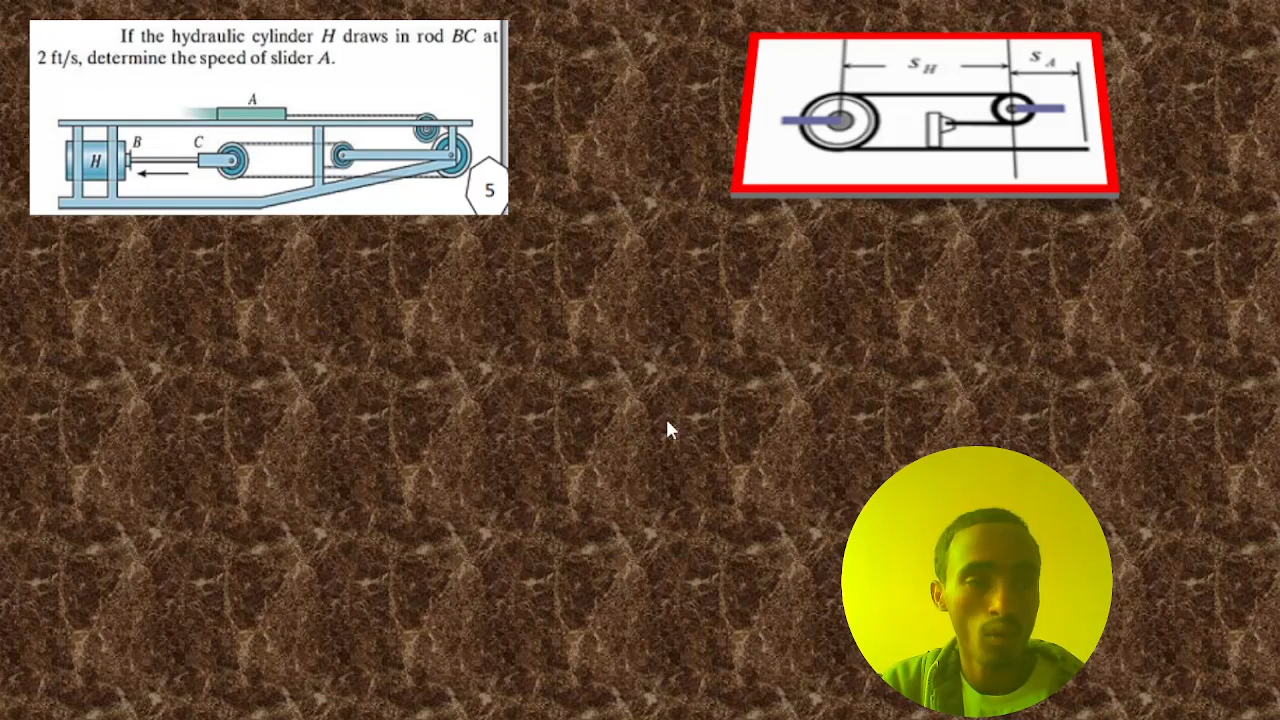 If the hydraulic cylinder H draws in rod BC at
2 ft/s, determine the speed of slider A.
A
B
C
H
5
S H
S A